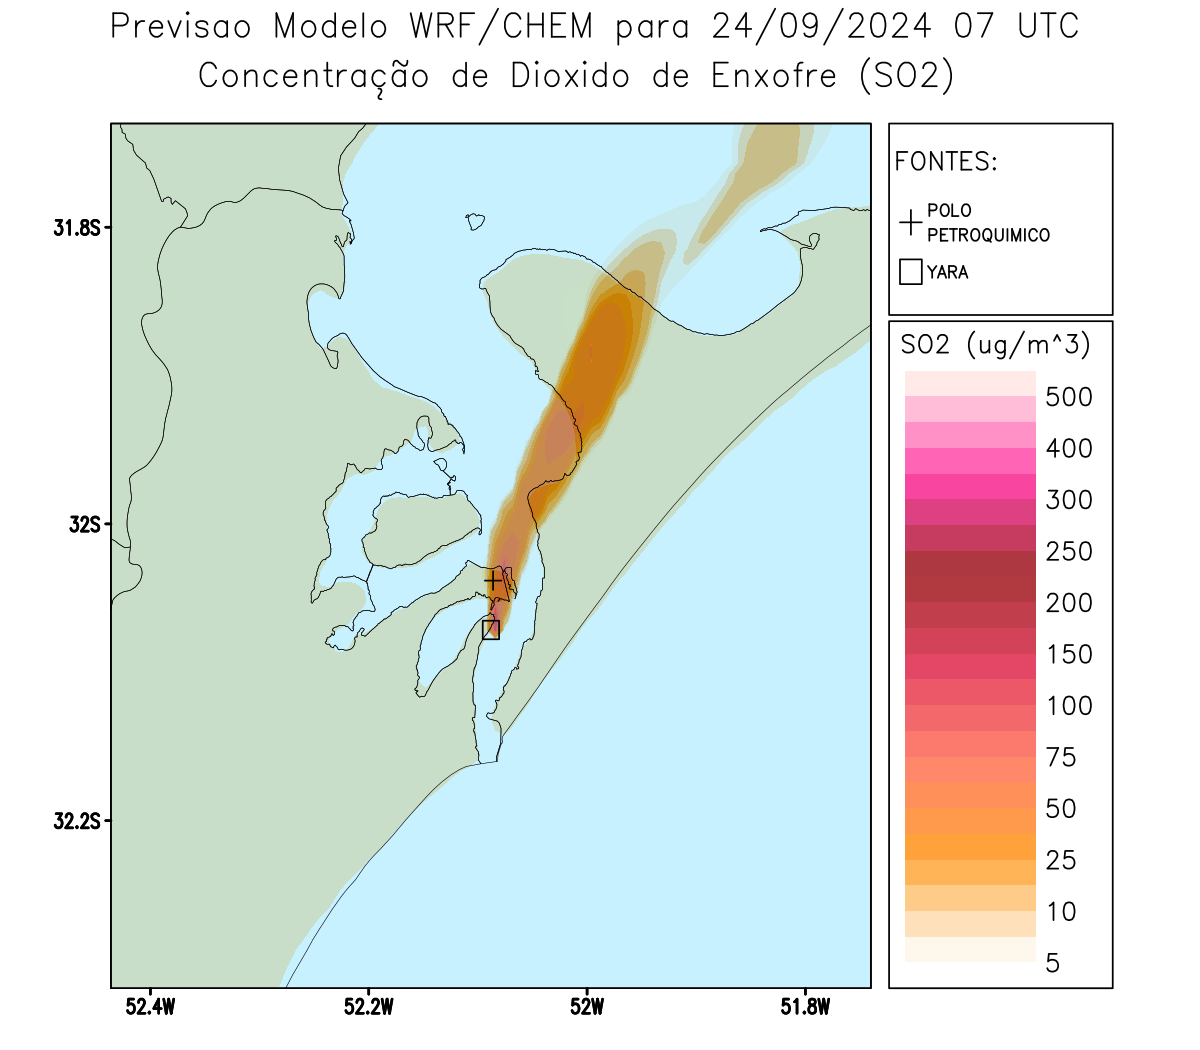 Previsao Modelo WRF/CHEM para 24/09/2024 07 UTC
Concentração de Dioxido de Enxofre (SO2)
FONTES:
POLO
PETROQUIMICO
YARA
SO2 (ug/m^3)
500
400
300
250
200
150
100
75
50
25
10
5
31.8S
32S
32.2S
52.4W
52.2W
52W
51.8W